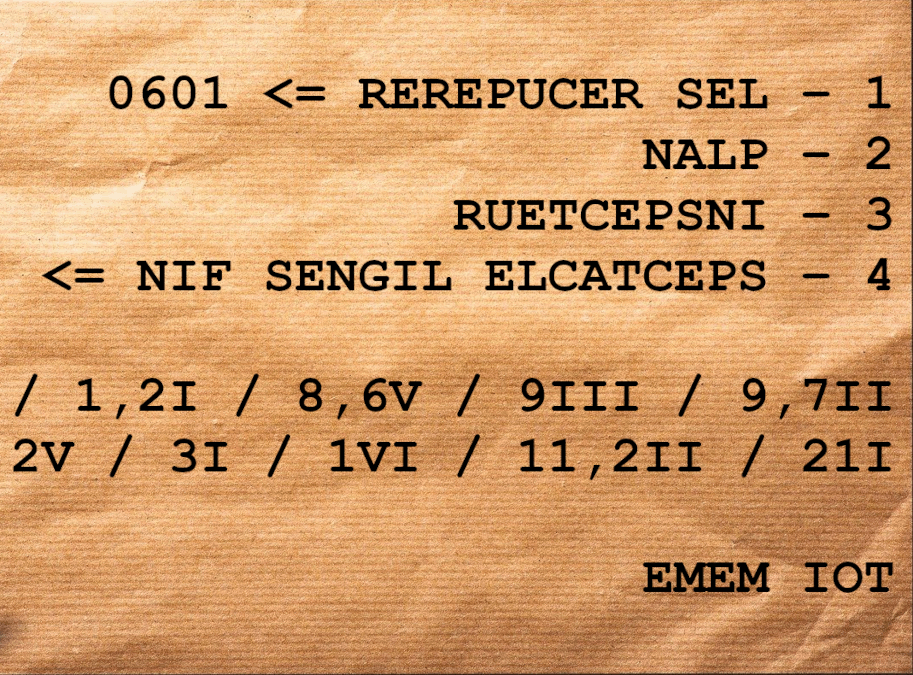 0601 <= REREPUCER SEL – 1
NALP – 2
RUETCEPSNI – 3
<= NIF SENGIL ELCATCEPS – 4
/ 1,2I / 8,6V / 9III / 9,7II
2V / 3I / 1VI / 11,2II / 21I
EMEM IOT